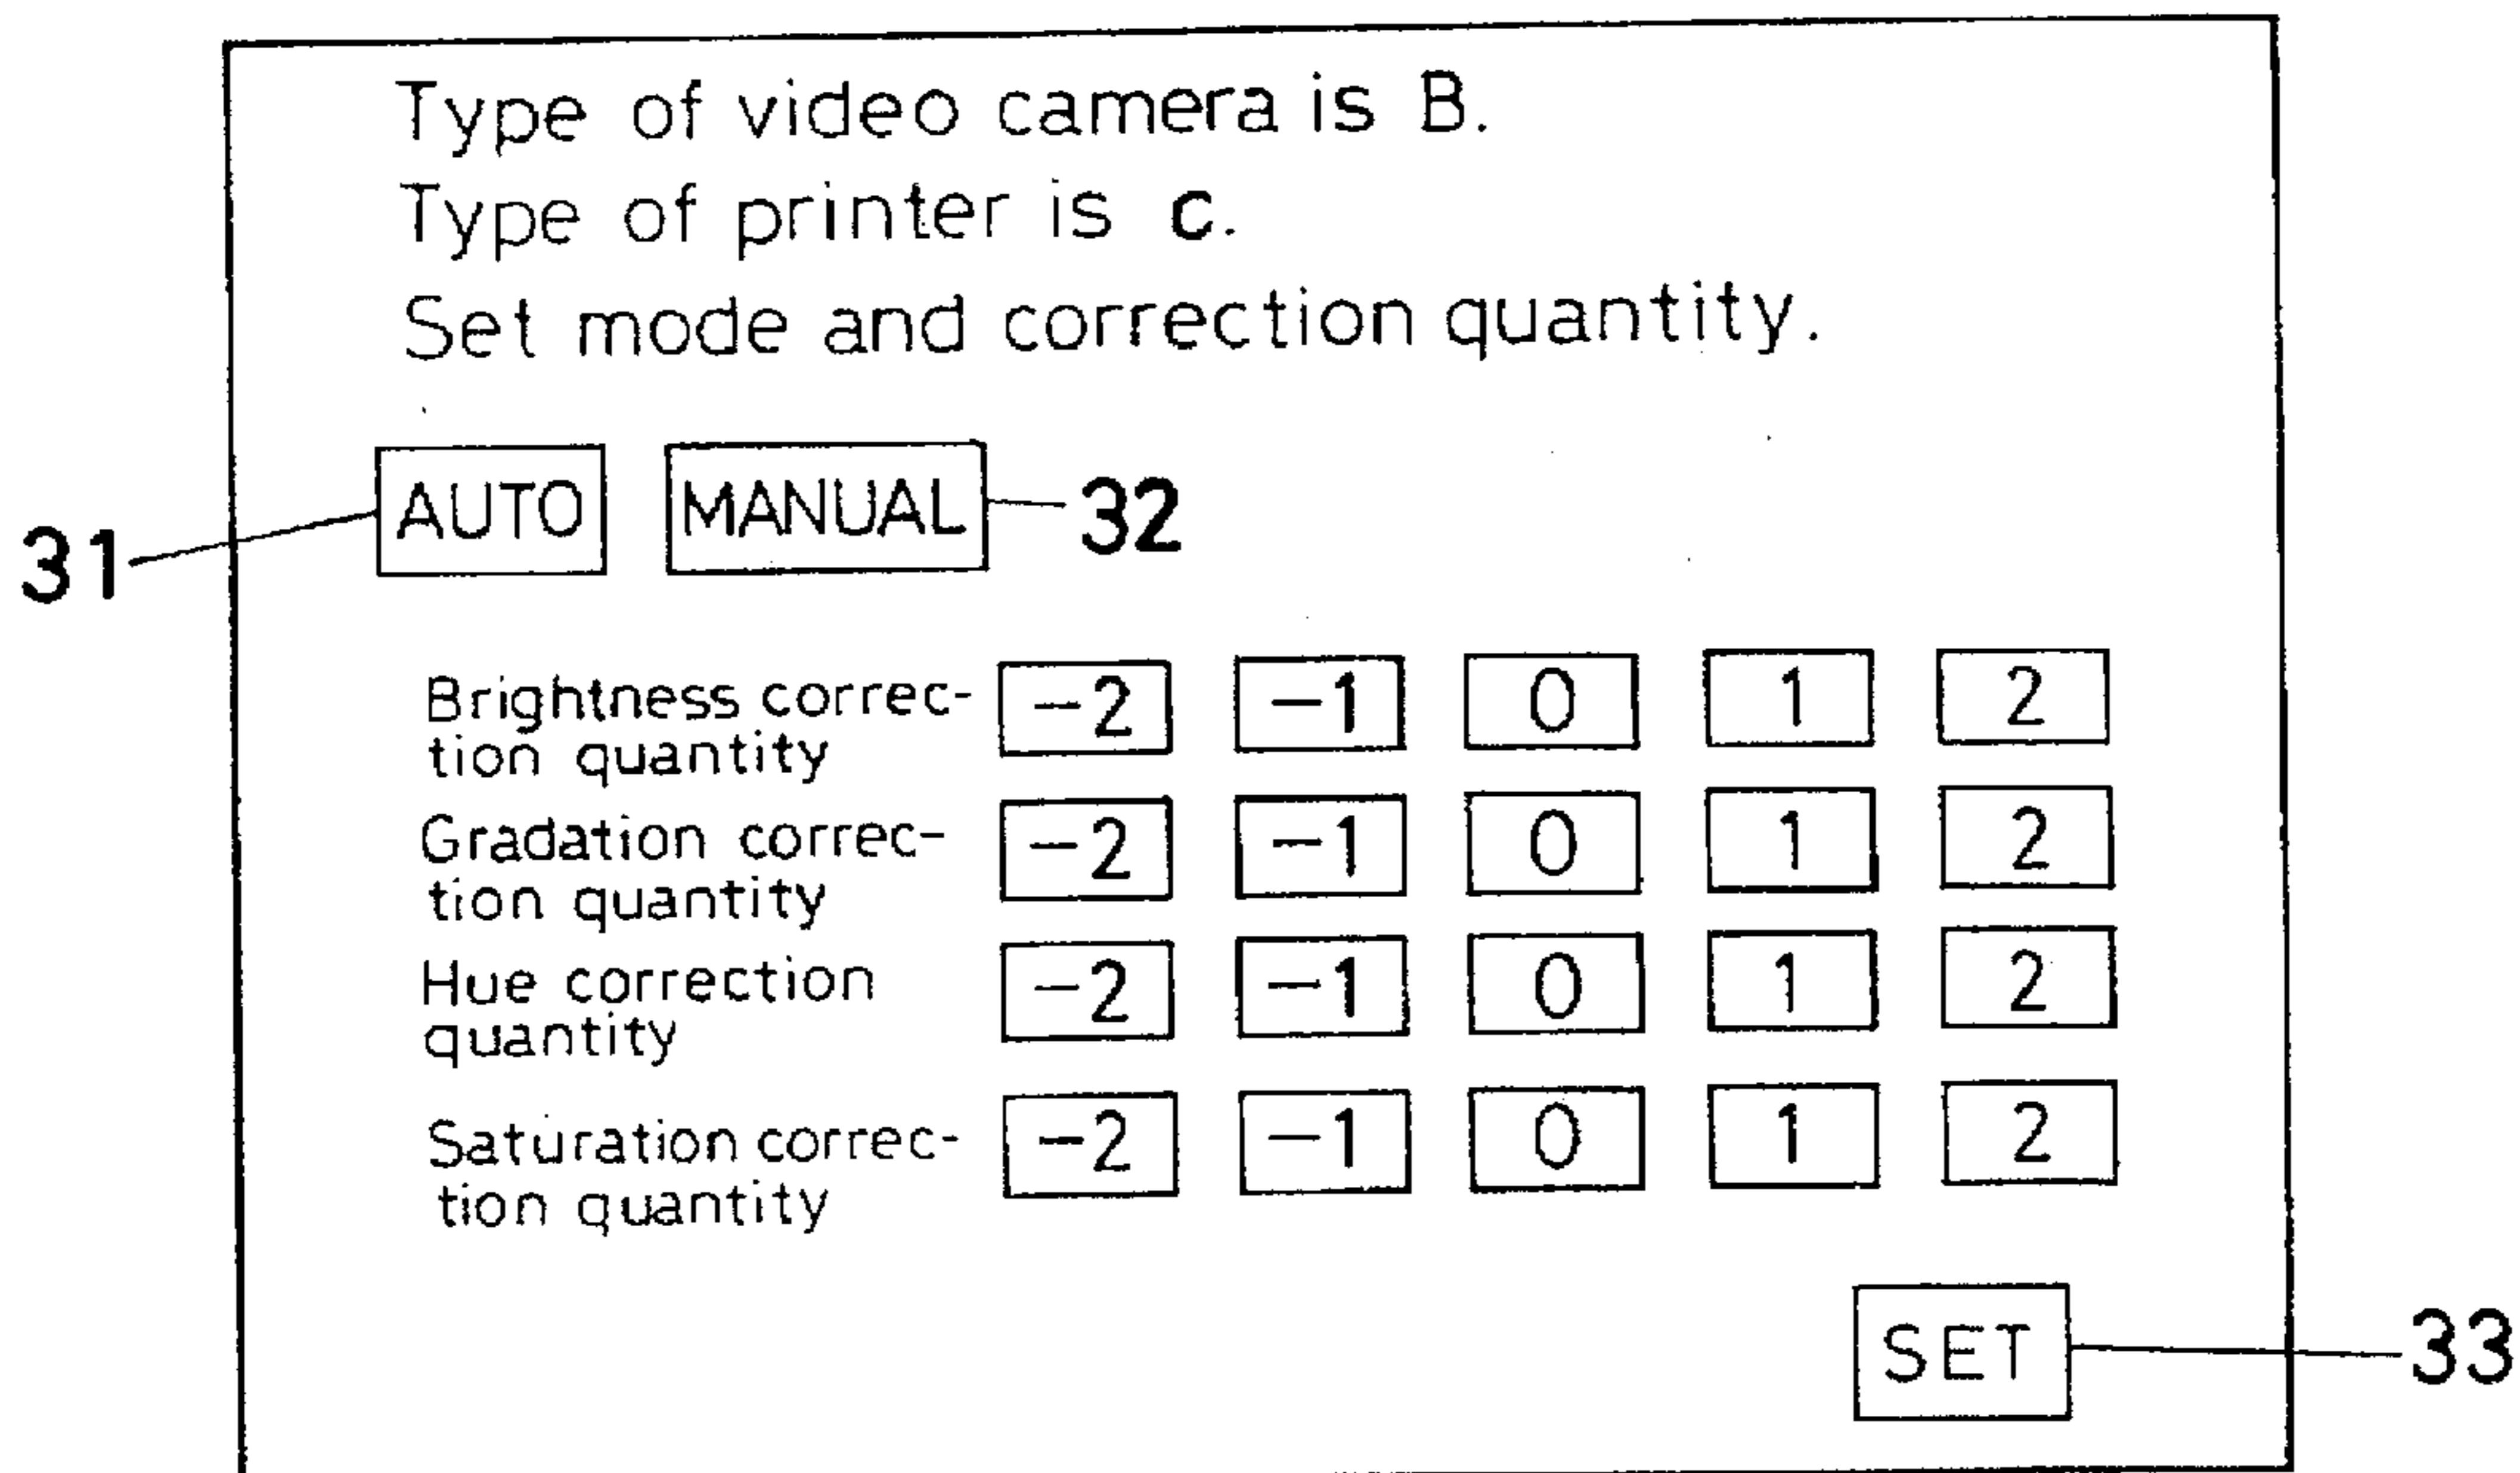 Type of video camera is B.
Type of printer is c.
Set mode and correction quantity.
AUTO MANUAL 32
31
Brightness correc- -2 -1 0 1 2
tion quantity
Gradation correc- -2 -1 0 1 2
tion quantity
Hue correction -2 -1 0 1 2
quantity
Saturation correc- -2 -1 0 1 2
tion quantity
SET 33